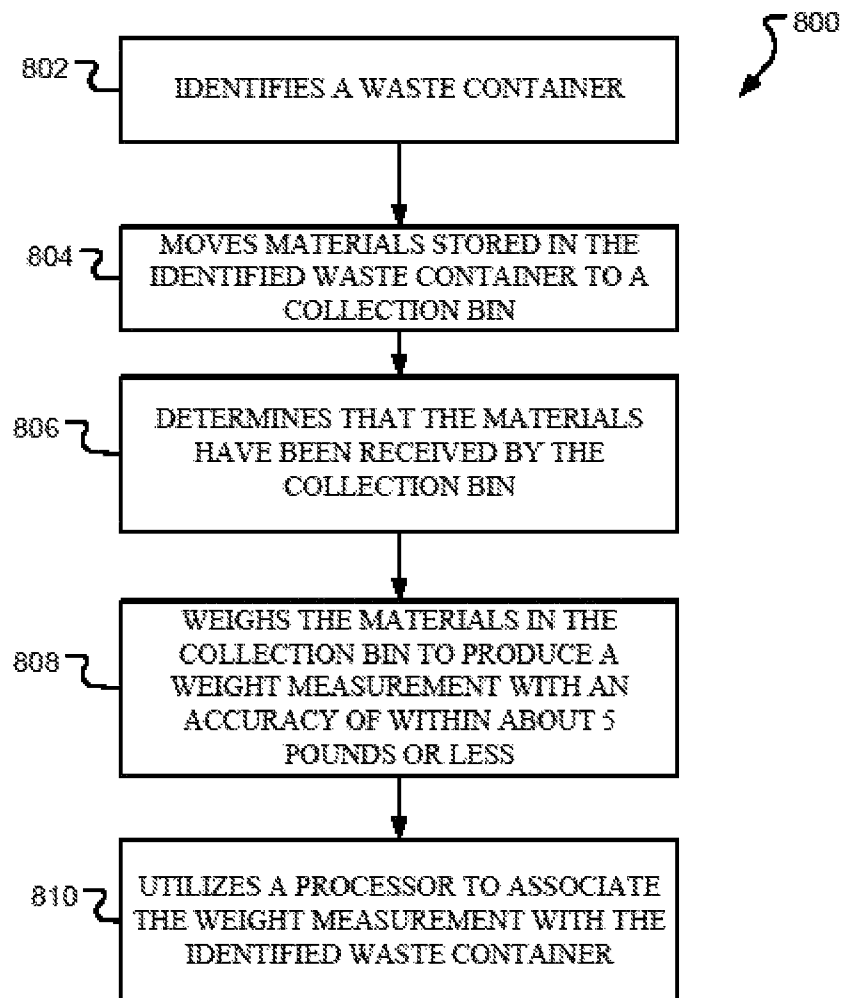 800
802
IDENTIFIES A WASTE CONTAINER
804
MOVES MATERIALS STORED IN THE
IDENTIFIED WASTE CONTAINER TO A
COLLECTION BIN
806
DETERMINES THAT THE MATERIALS
HAVE BEEN RECEIVED BY THE
COLLECTION BIN
808
WEIGHS THE MATERIALS IN THE
COLLECTION BIN TO PRODUCE A
WEIGHT MEASUREMENT WITH AN
ACCURACY OF WITHIN ABOUT 5
POUNDS OR LESS
810
UTILIZES A PROCESSOR TO ASSOCIATE
THE WEIGHT MEASUREMENT WITH THE
IDENTIFIED WASTE CONTAINER